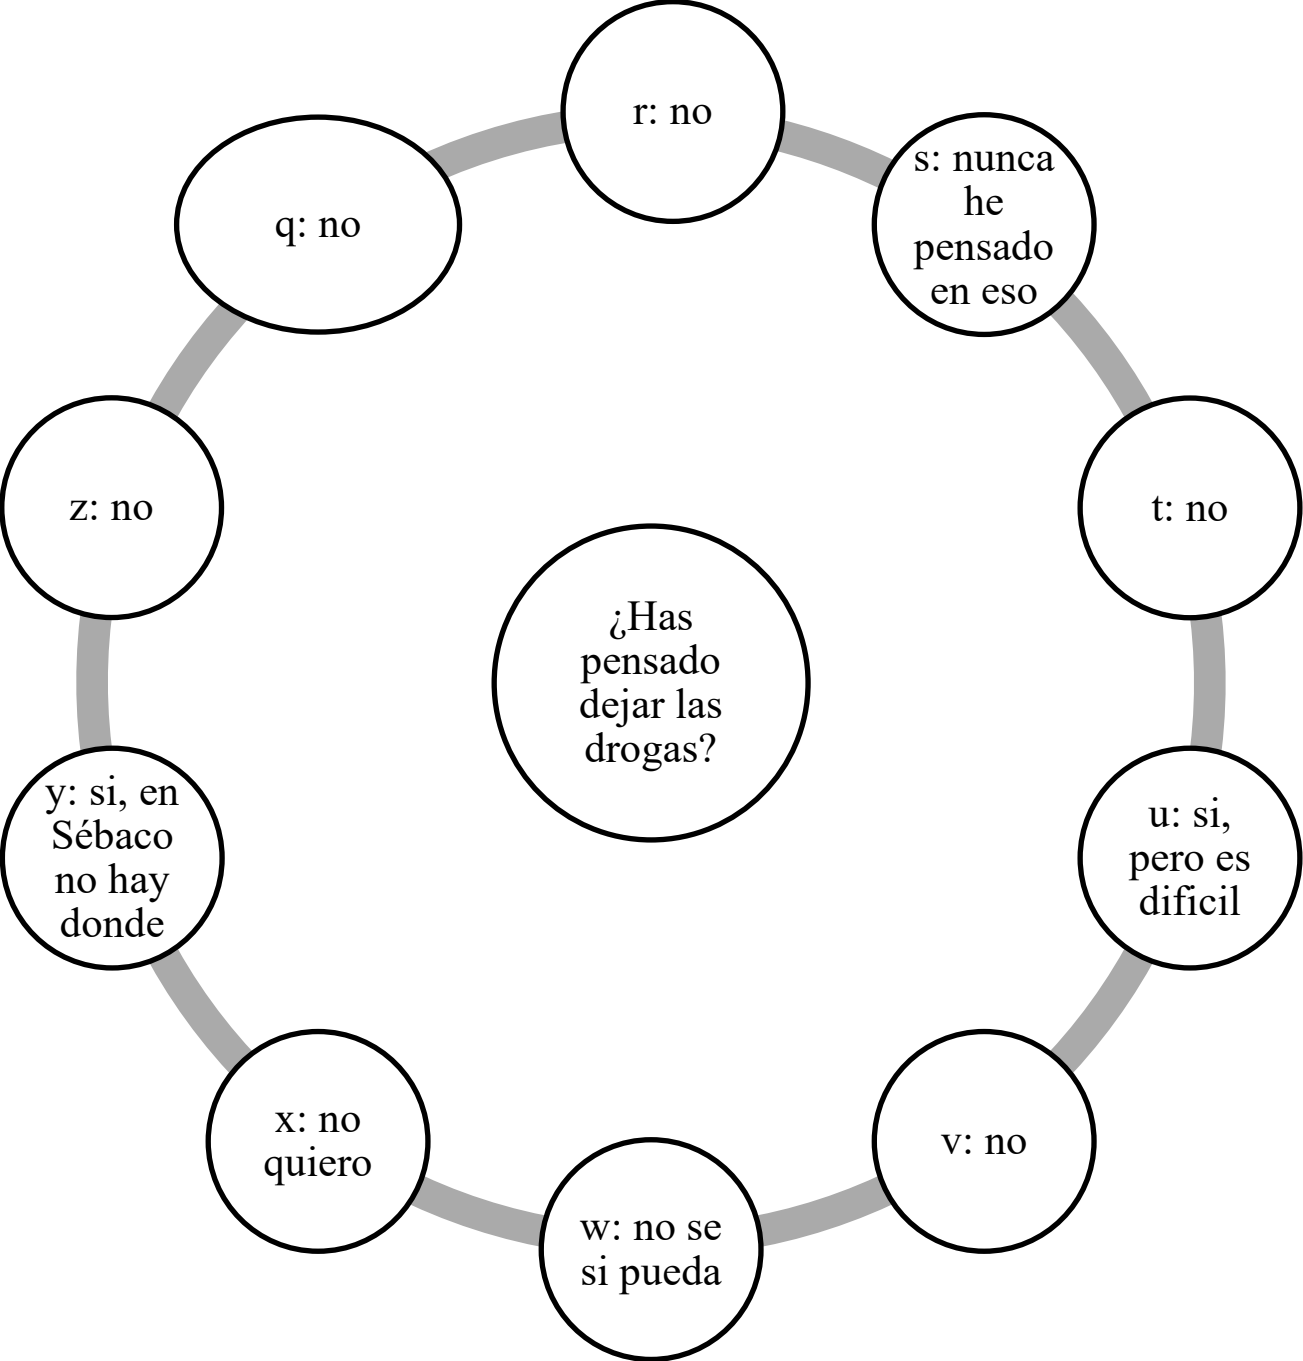 r: no
s: nunca
he
pensado
en eso
t: no
u: si,
pero es
dificil
v: no
w: no se
si pueda
x: no
quiero
y: si, en
Sébaco
no hay
donde
z: no
q: no
¿Has
pensado
dejar las
drogas?